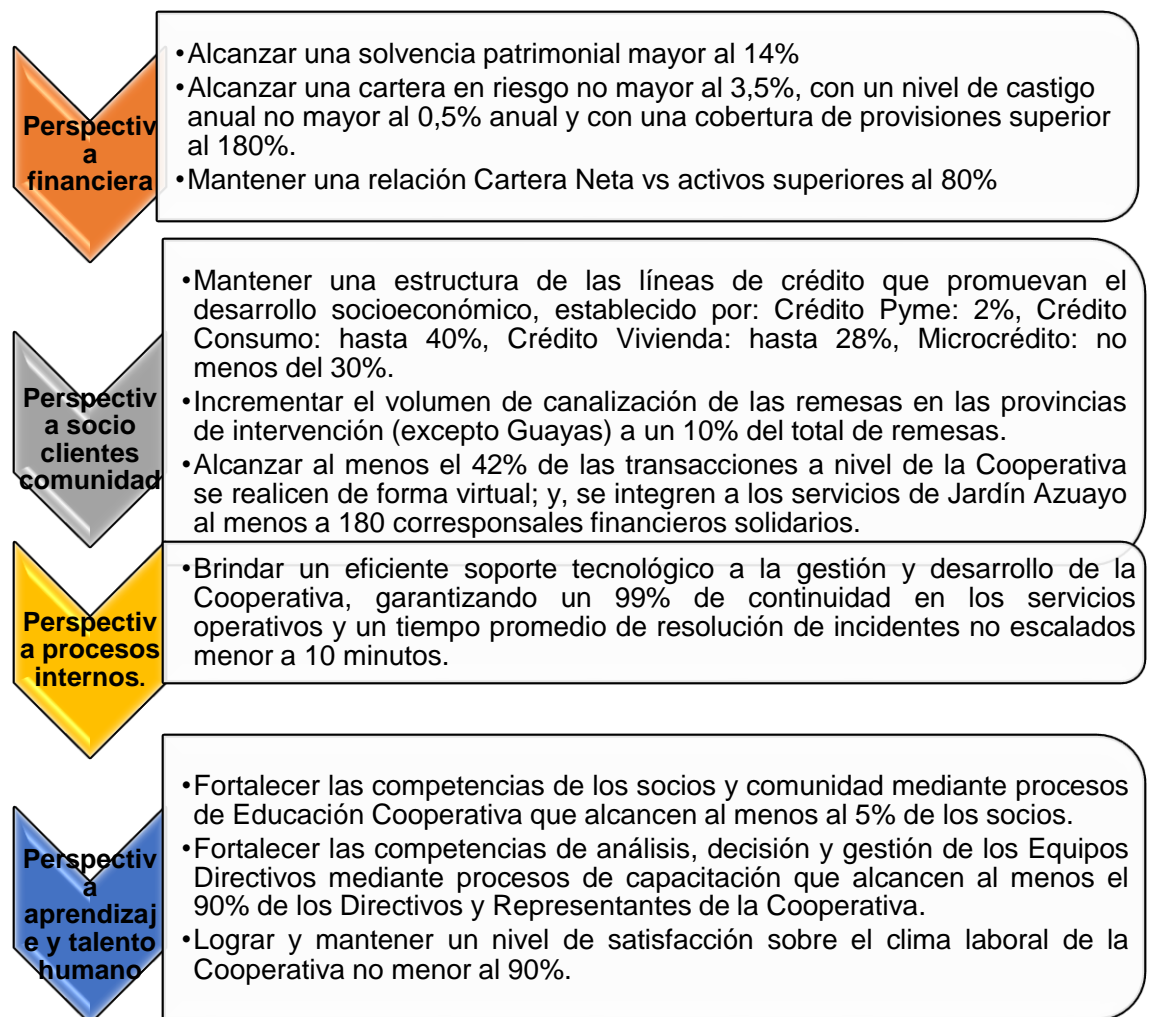 Perspectiv
a
financiera
•Alcanzar una solvencia patrimonial mayor al 14%
•Alcanzar una cartera en riesgo no mayor al 3,5%, con un nivel de castigo
anual no mayor al 0,5% anual y con una cobertura de provisiones superior
al 180%.
•Mantener una relación Cartera Neta vs activos superiores al 80%
Perspectiv
a socio
clientes
comunidad
•Mantener una estructura de las líneas de crédito que promuevan el
desarrollo socioeconómico, establecido por: Crédito Pyme: 2%, Crédito
Consumo: hasta 40%, Crédito Vivienda: hasta 28%, Microcrédito: no
menos del 30%.
•Incrementar el volumen de canalización de las remesas en las provincias
de intervención (excepto Guayas) a un 10% del total de remesas.
•Alcanzar al menos el 42% de las transacciones a nivel de la Cooperativa
se realicen de forma virtual; y, se integren a los servicios de Jardín Azuayo
al menos a 180 corresponsales financieros solidarios.
Perspectiv
a procesos
internos.
•Brindar un eficiente soporte tecnológico a la gestión y desarrollo de la
Cooperativa, garantizando un 99% de continuidad en los servicios
operativos y un tiempo promedio de resolución de incidentes no escalados
menor a 10 minutos.
Perspectiv
a
aprendizaj
e y talento
humano
•Fortalecer las competencias de los socios y comunidad mediante procesos
de Educación Cooperativa que alcancen al menos al 5% de los socios.
•Fortalecer las competencias de análisis, decisión y gestión de los Equipos
Directivos mediante procesos de capacitación que alcancen al menos el
90% de los Directivos y Representantes de la Cooperativa.
•Lograr y mantener un nivel de satisfacción sobre el clima laboral de la
Cooperativa no menor al 90%.